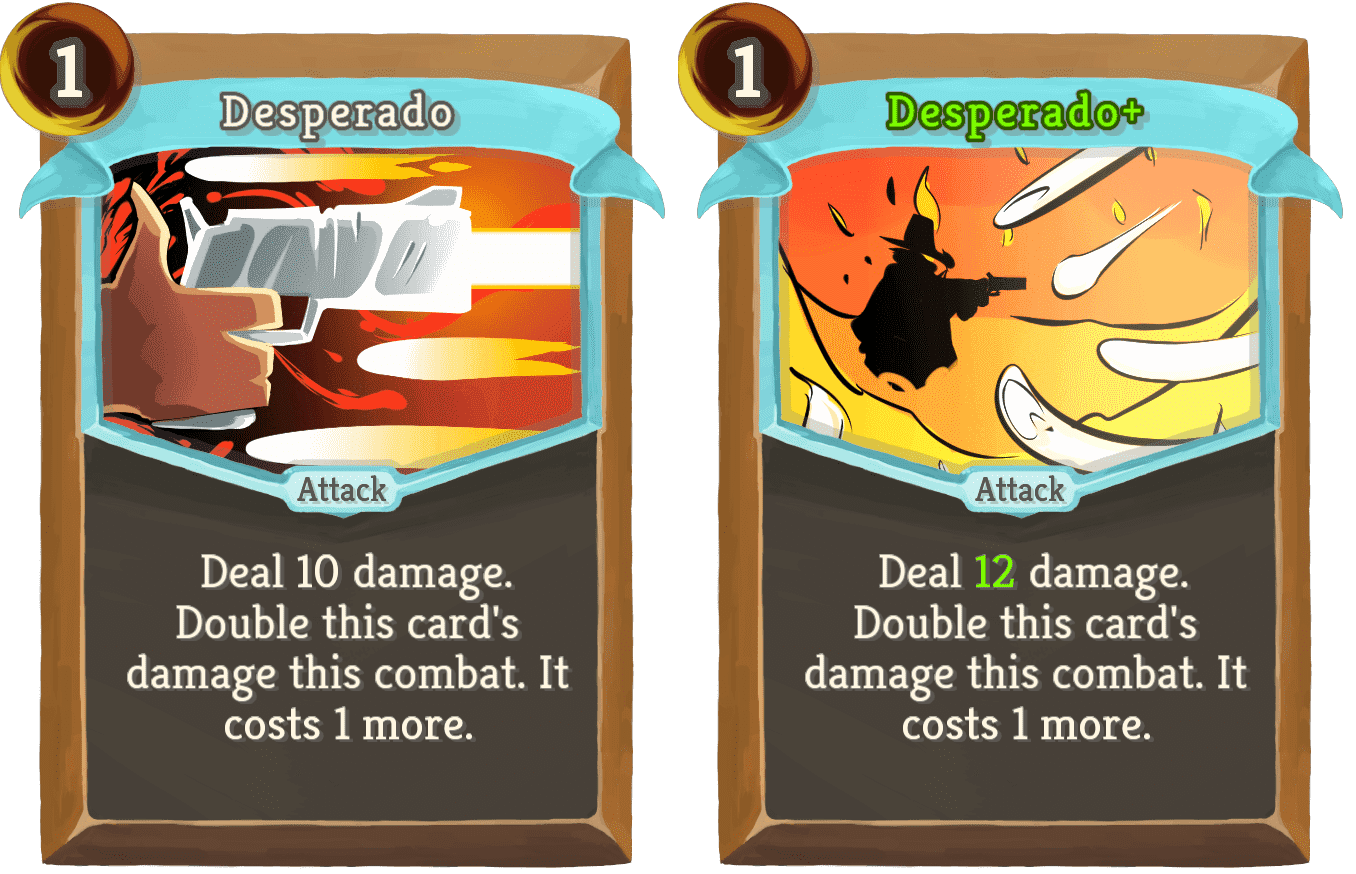 1
Desperado
Attack
Deal 10 damage.
Double this card's
damage this combat. It
costs 1 more.
1
Desperado+
Attack
Deal 12 damage.
Double this card's
damage this combat. It
costs 1 more.